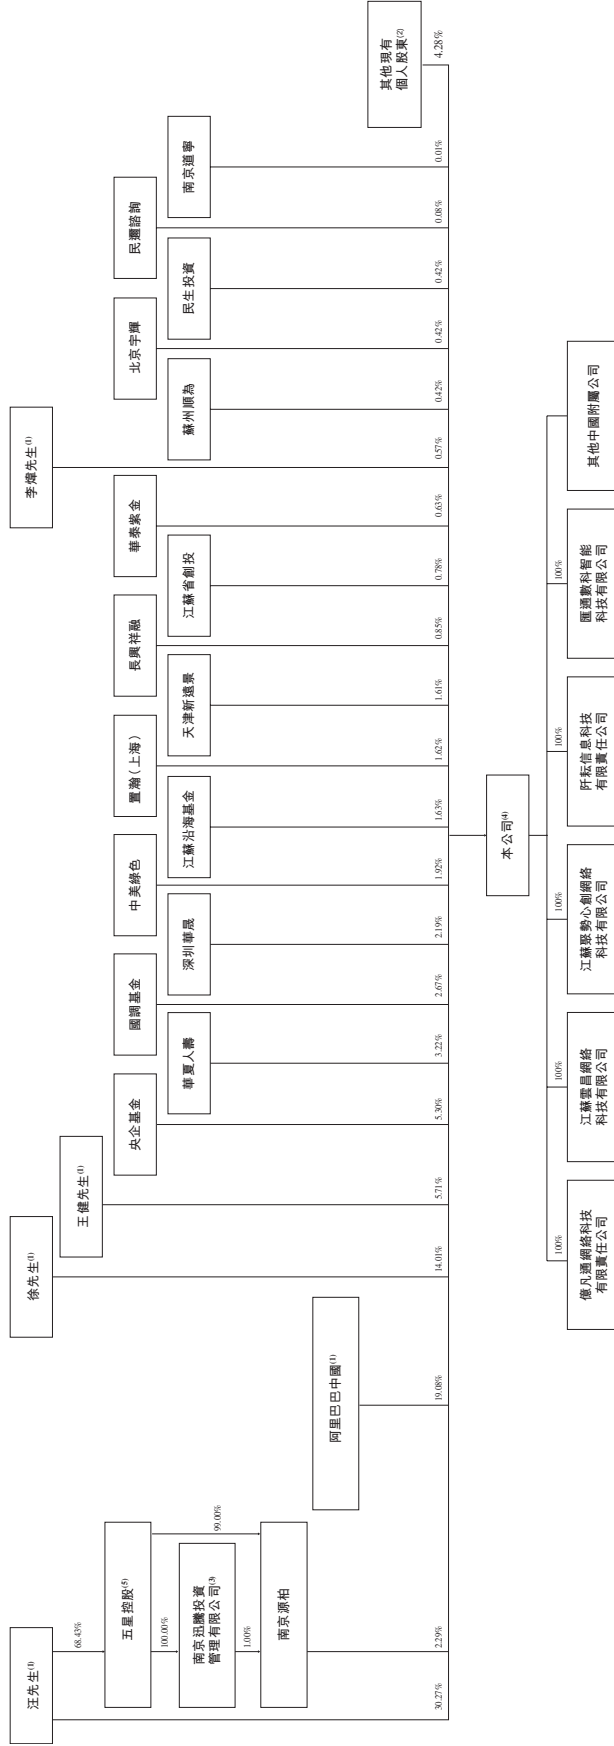 汪先生(1)
68.43%
五星控股(5)
100.00%
99.00%
南京迅騰投資
管理有限公司(3)
1.00%
南京源柏
30.27%
2.29%
阿里巴巴中國(1)
19.08%
徐先生(1)
14.01%
王健先生(1)
5.71%
央企基金
5.30%
華夏人壽
3.22%
國調基金
2.67%
深圳華晟
2.19%
中美綠色
1.92%
江蘇沿海基金
1.63%
置瀚（上海）
1.62%
天津新遠景
1.61%
長興祥融
0.85%
江蘇省創投
0.78%
華泰紫金
0.63%
李煒先生(1)
0.57%
蘇州順為
0.42%
北京宇輝
0.42%
民生投資
0.42%
民邇諮詢
0.08%
南京道寧
0.01%
其他現有
個人股東(2)
4.28%
本公司(4)
100%
億凡通網絡科技
有限責任公司
100%
江蘇雲昌網絡
科技有限公司
100%
江蘇聚勢心創網絡
科技有限公司
100%
阡耘信息科技
有限責任公司
100%
匯通數科智能
科技有限公司
其他中國附屬公司